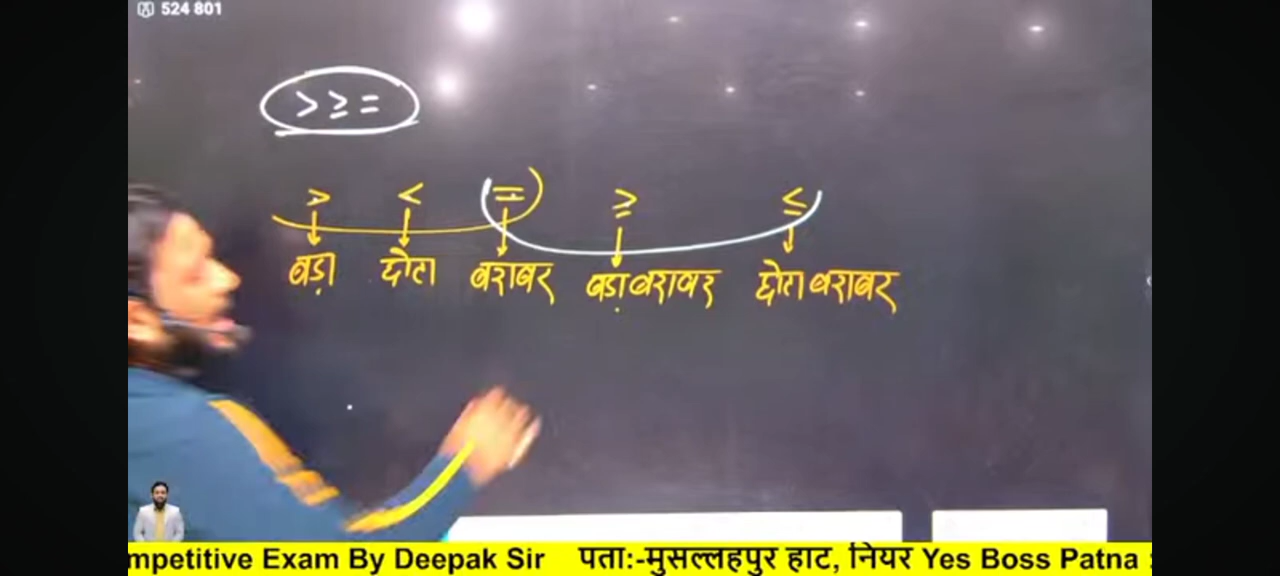 524 801
> ≥ =
> < = ≥ ≤
बड़ा छोटा बराबर बड़ा बराबर छोटा बराबर
mpetitive Exam By Deepak Sir पता:-मुसल्लहपुर हाट, नियर Yes Boss Patna :